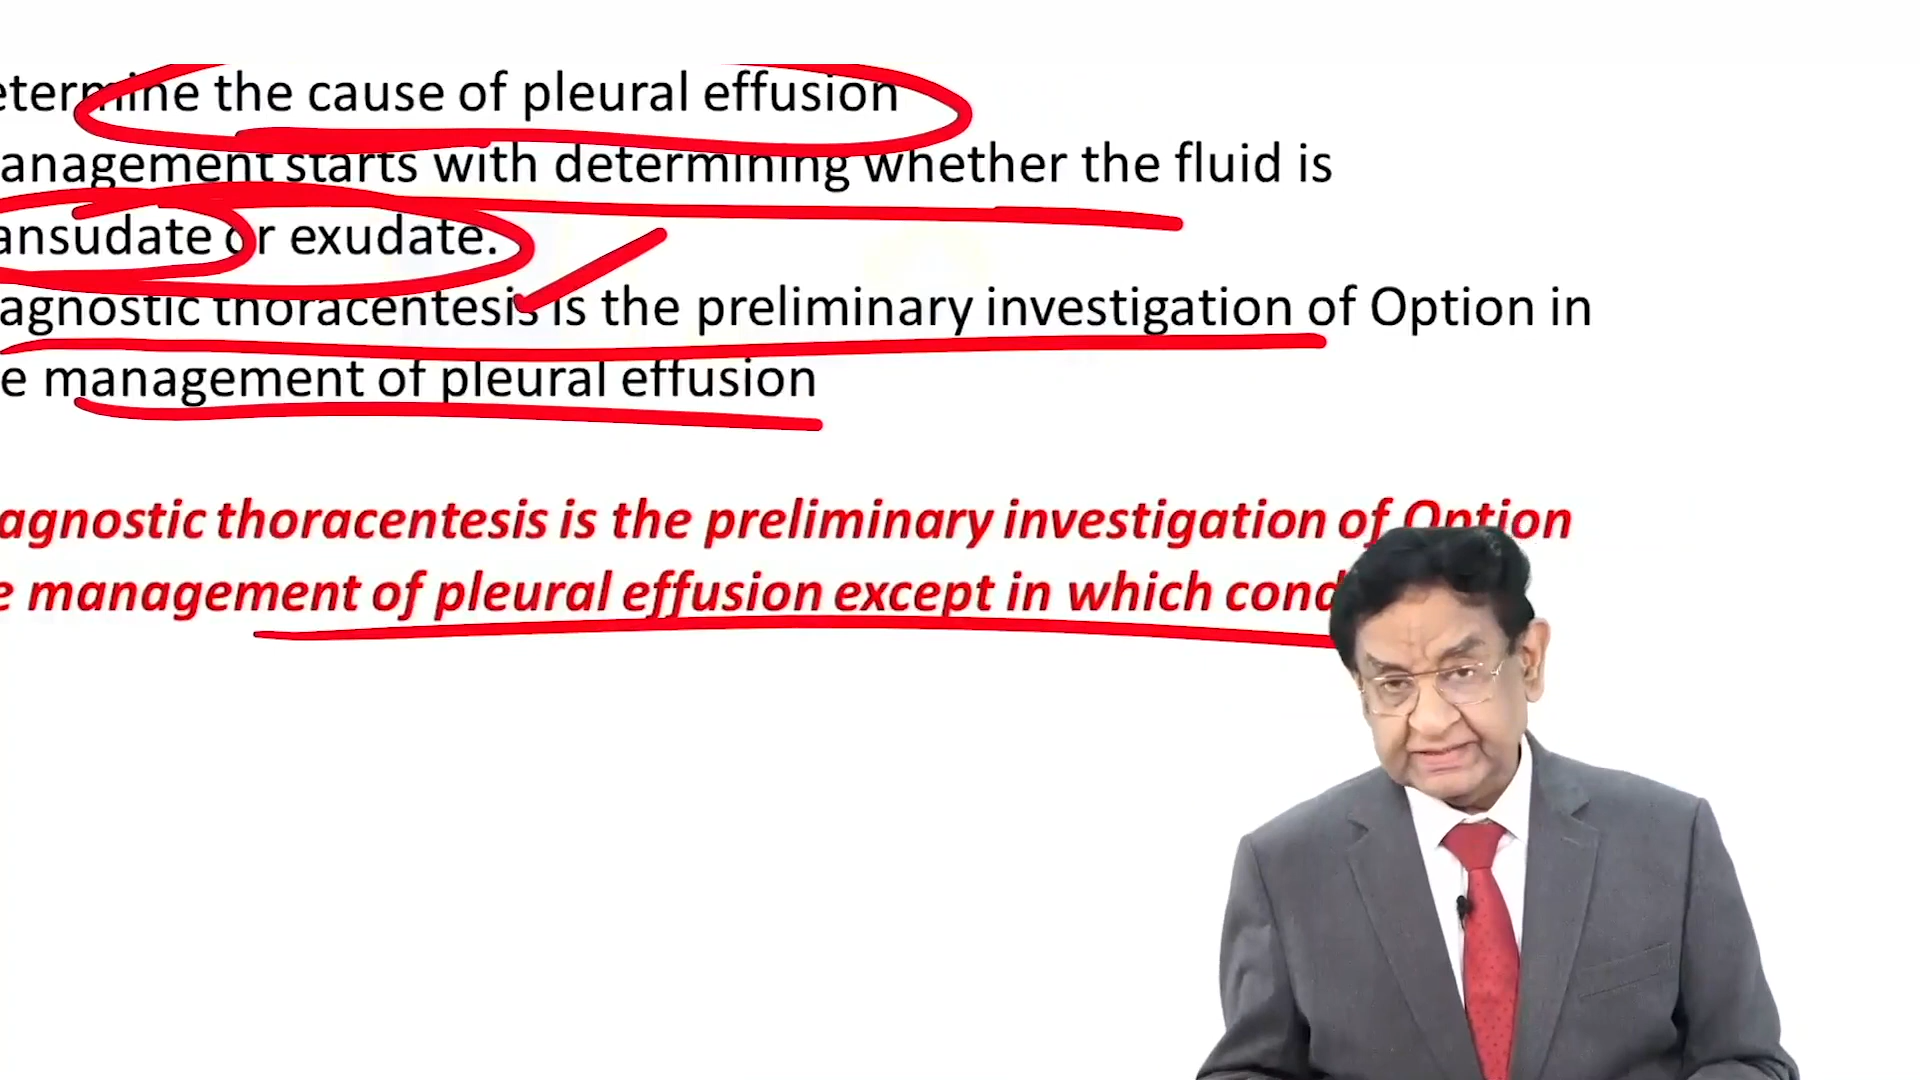 etermine the cause of pleural effusion
anagement starts with determining whether the fluid is
ansudate or exudate.
agnostic thoracentesis is the preliminary investigation of Option in
e management of pleural effusion
agnostic thoracentesis is the preliminary investigation of Option
e management of pleural effusion except in which cond